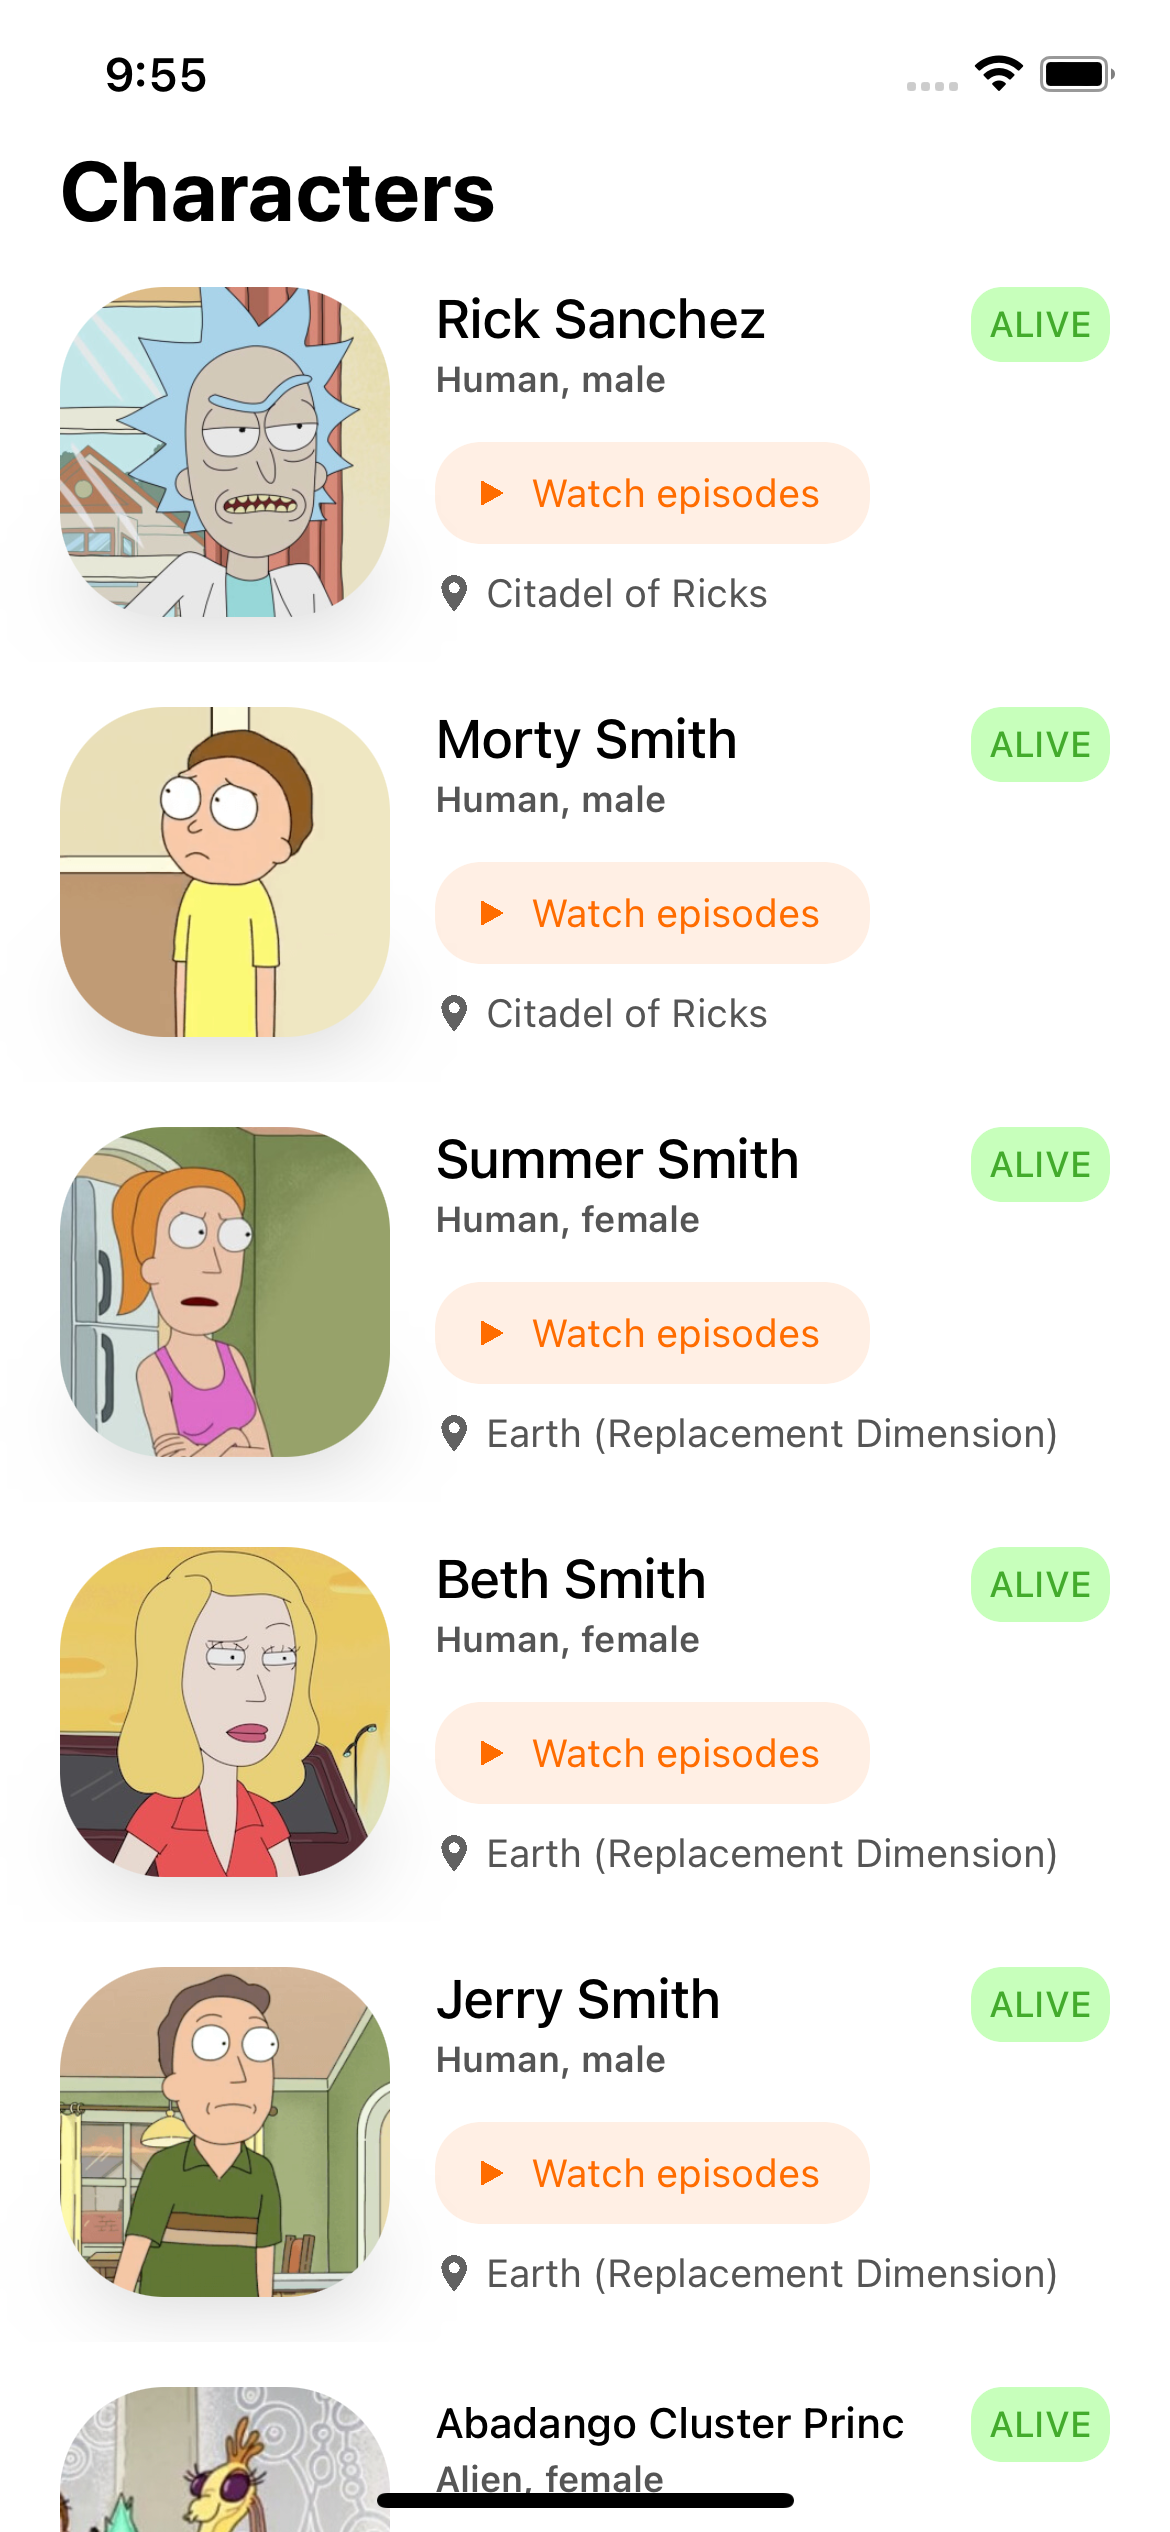 9:55
Characters
Rick Sanchez
ALIVE
Human, male
Watch episodes
Citadel of Ricks
Morty Smith
ALIVE
Human, male
Watch episodes
Citadel of Ricks
Summer Smith
ALIVE
Human, female
Watch episodes
Earth (Replacement Dimension)
Beth Smith
ALIVE
Human, female
Watch episodes
Earth (Replacement Dimension)
Jerry Smith
ALIVE
Human, male
Watch episodes
Earth (Replacement Dimension)
Abadango Cluster Princ
ALIVE
Alien, female